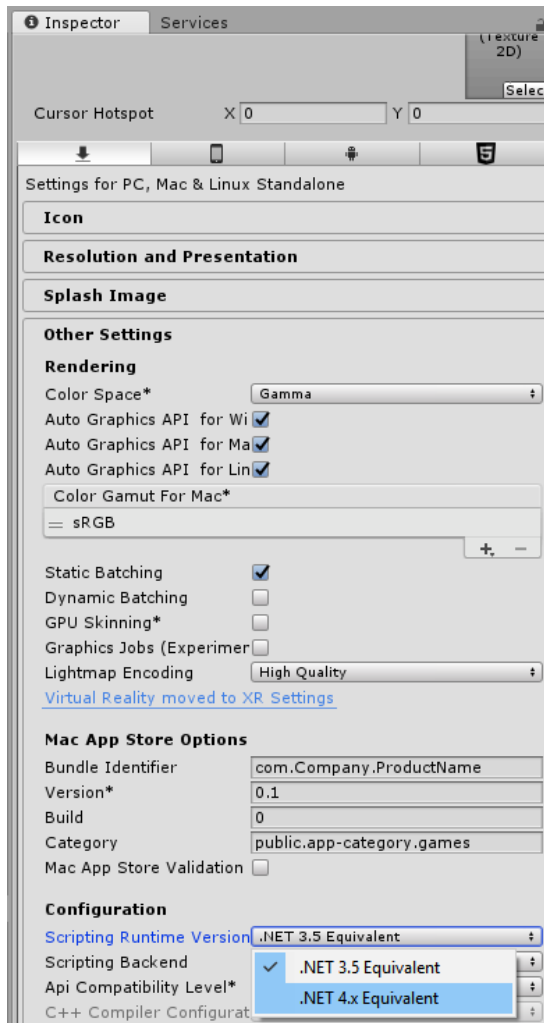 Inspector
Services
(Texture
2D)
Selec
Cursor Hotspot X 0 Y 0
Settings for PC, Mac & Linux Standalone
Icon
Resolution and Presentation
Splash Image
Other Settings
Rendering
Color Space* Gamma
Auto Graphics API for Wi
Auto Graphics API for Ma
Auto Graphics API for Lin
Color Gamut For Mac*
sRGB
Static Batching
Dynamic Batching
GPU Skinning*
Graphics Jobs (Experimer
Lightmap Encoding High Quality
Virtual Reality moved to XR Settings
Mac App Store Options
Bundle Identifier com.Company.ProductName
Version* 0.1
Build 0
Category public.app-category.games
Mac App Store Validation
Configuration
Scripting Runtime Version .NET 3.5 Equivalent
Scripting Backend
.NET 3.5 Equivalent
Api Compatibility Level*
.NET 4.x Equivalent
C++ Compiler Configurat